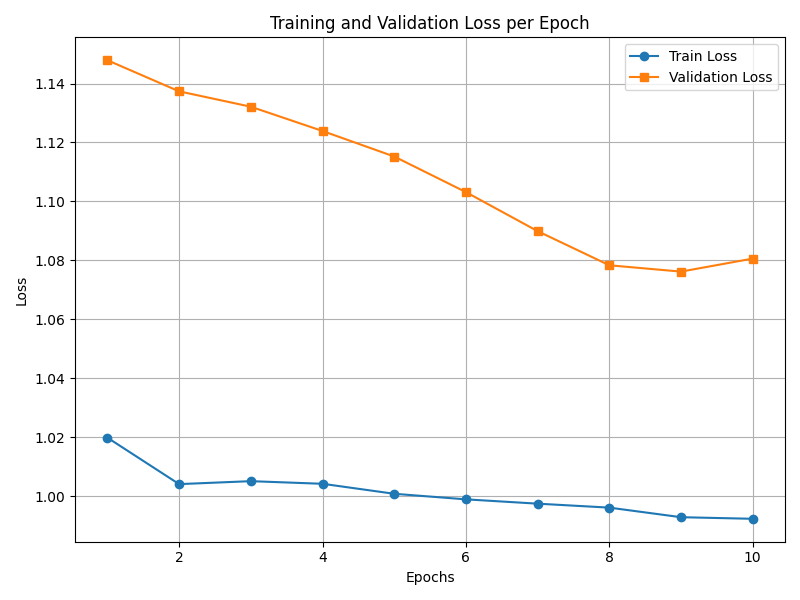 Training and Validation Loss per Epoch
Train Loss
Validation Loss
1.14
1.12
1.10
1.08
1.06
1.04
1.02
1.00
Loss
2 4 6 8 10
Epochs